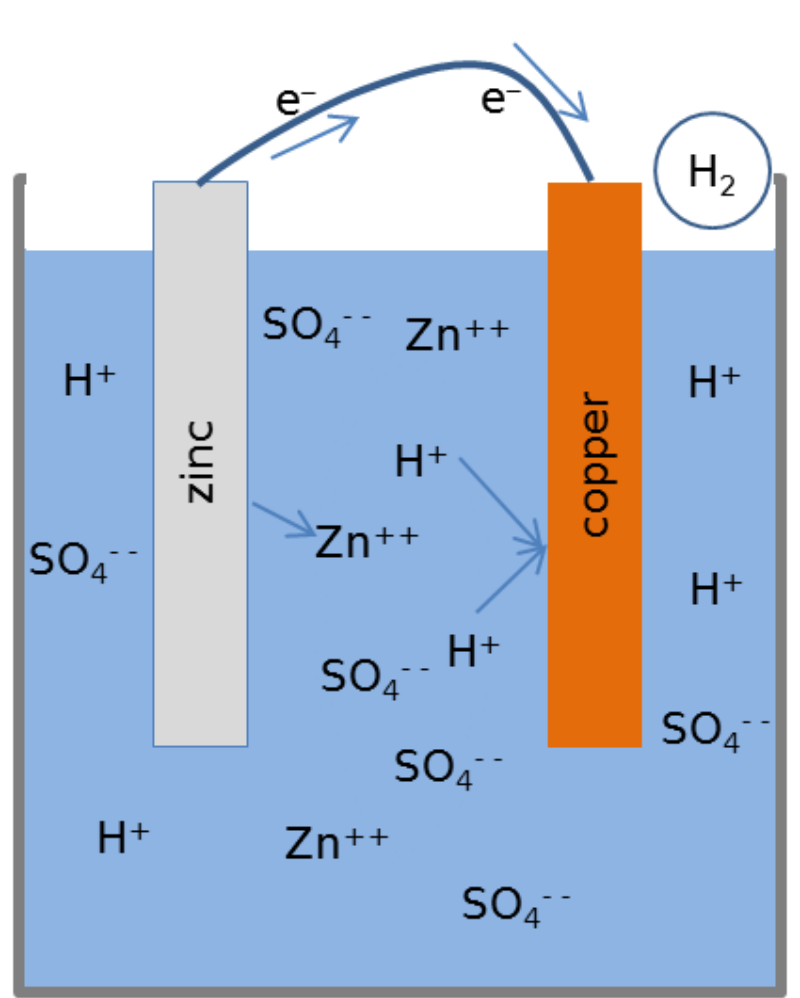 e⁻
e⁻
H₂
SO₄⁻⁻
Zn⁺⁺
H⁺
H⁺
zinc
copper
H⁺
Zn⁺⁺
SO₄⁻⁻
H⁺
H⁺
SO₄⁻⁻
SO₄⁻⁻
SO₄⁻⁻
H⁺
Zn⁺⁺
SO₄⁻⁻